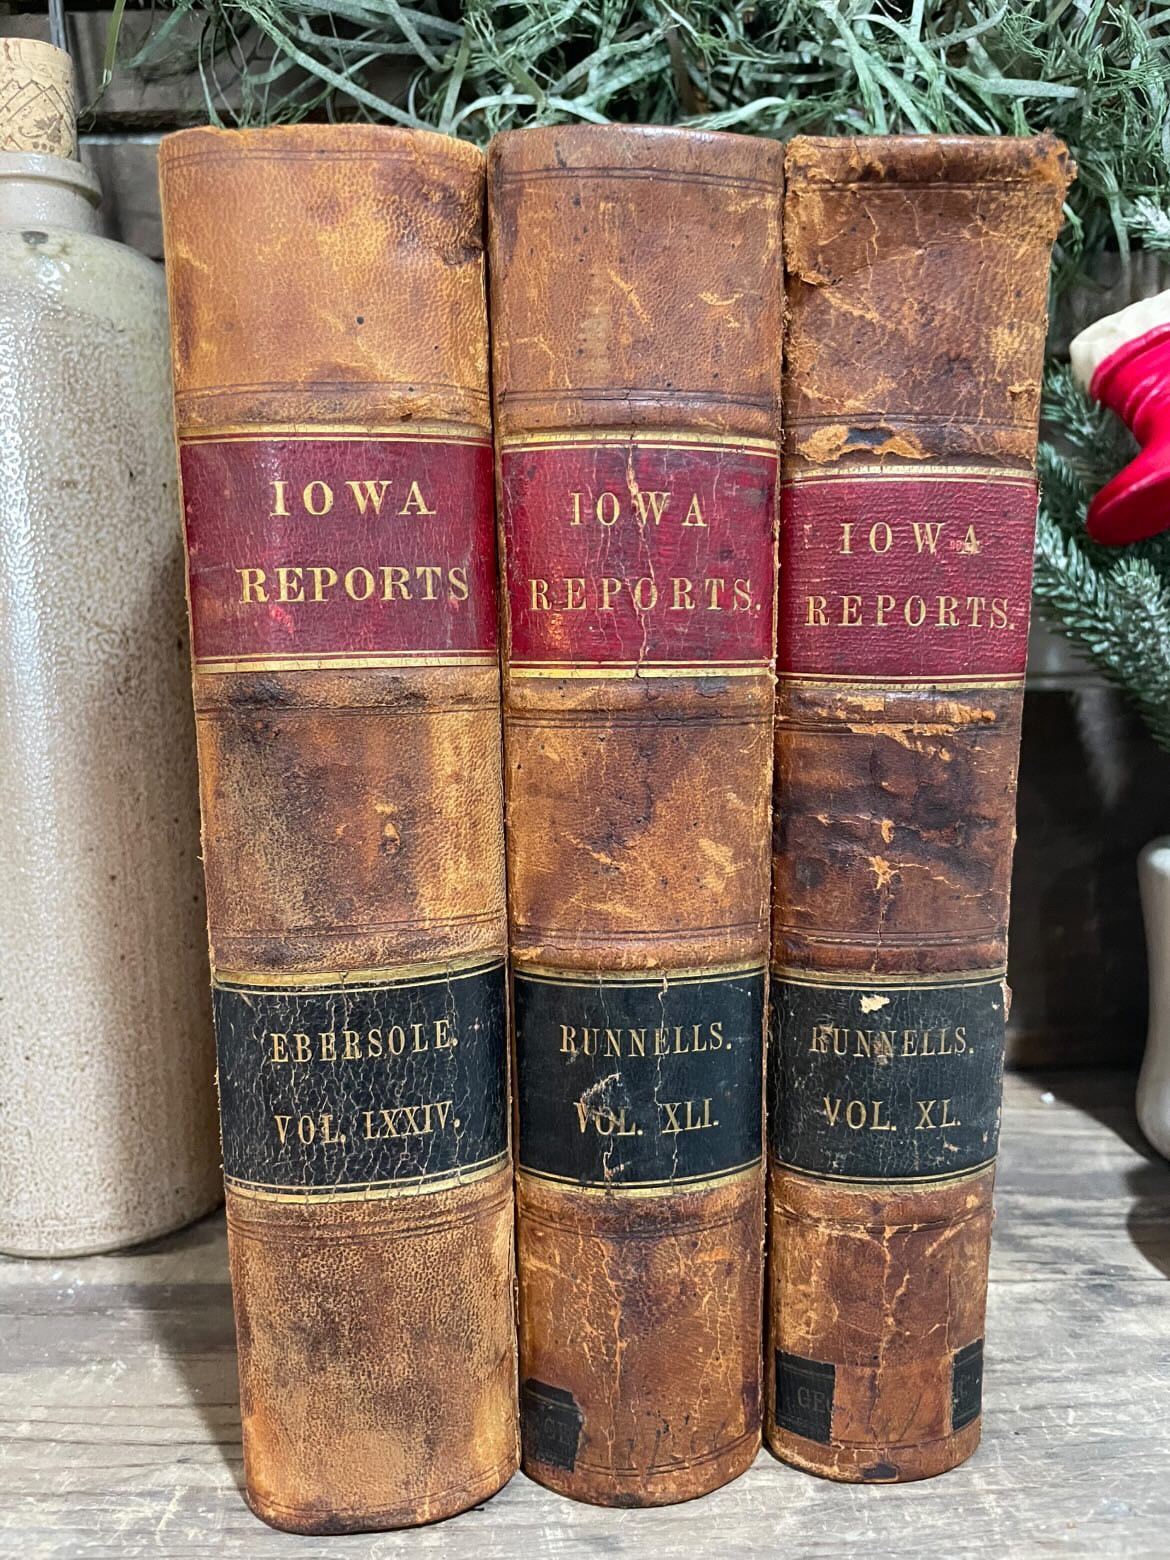 IOWA
REPORTS
EBERSOLE.
VOL. LXXIV.
IOWA
REPORTS.
RUNNELLS.
VOL. XLI.
IOWA
REPORTS.
RUNNELLS.
VOL. XL.